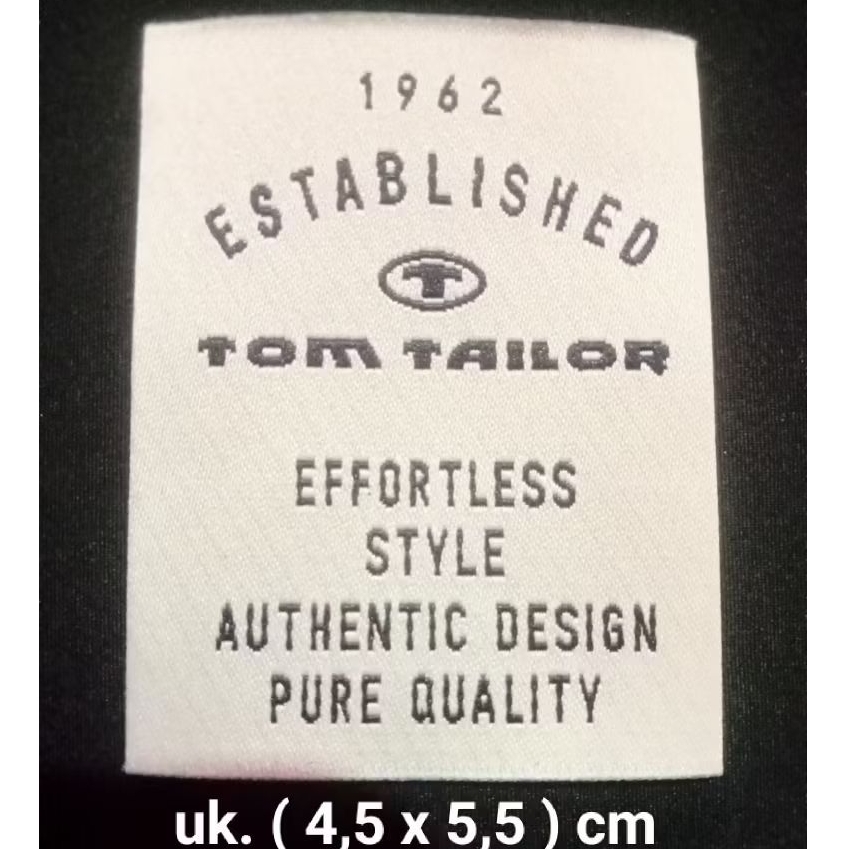 1962
ESTABLISHED
T
TOM TAILOR
EFFORTLESS
STYLE
AUTHENTIC DESIGN
PURE QUALITY
uk. ( 4,5 x 5,5 ) cm